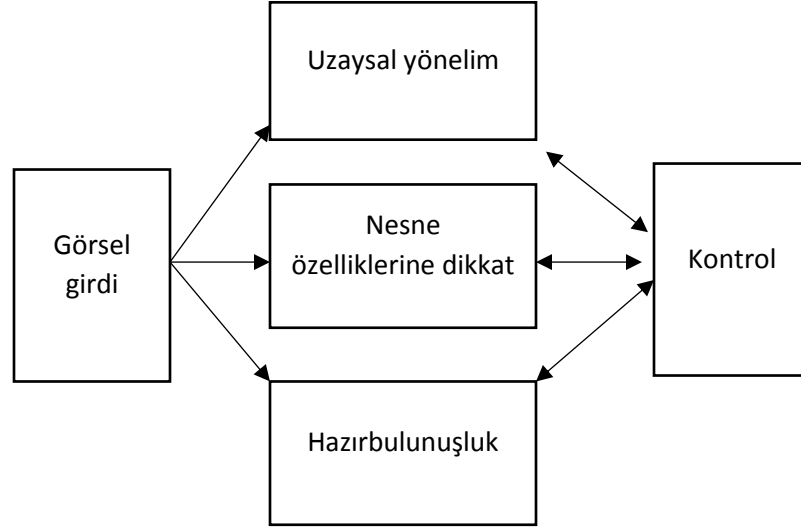 Uzaysal yönelim
Görsel
girdi
Nesne
özelliklerine dikkat
Kontrol
Hazırbulunuşluk